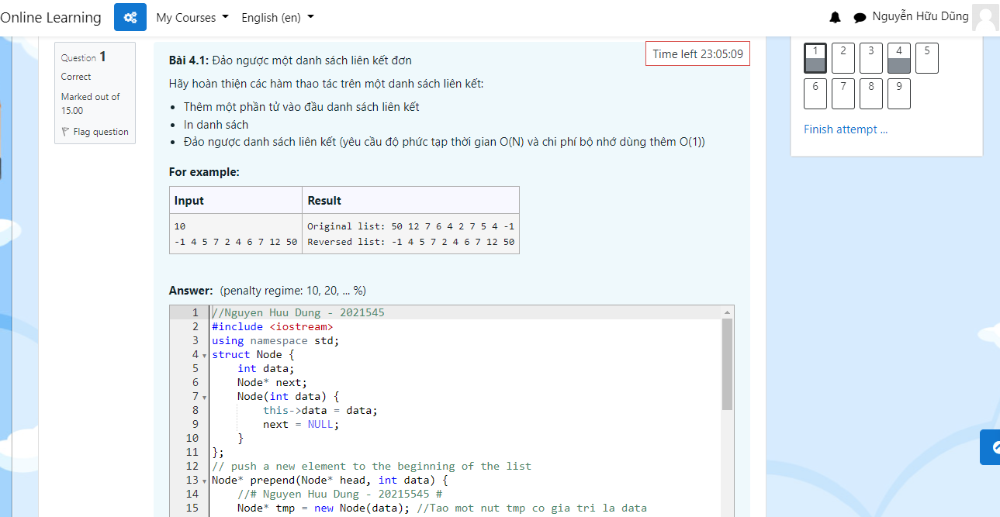 Online Learning My Courses English (en) Nguyễn Hữu Dũng
Question 1
Correct
Marked out of
15.00
Flag question
Bài 4.1: Đảo ngược một danh sách liên kết đơn
Time left 23:05:09
Hãy hoàn thiện các hàm thao tác trên một danh sách liên kết:
Thêm một phần tử vào đầu danh sách liên kết
In danh sách
Đảo ngược danh sách liên kết (yêu cầu độ phức tạp thời gian O(N) và chi phí bộ nhớ dùng thêm O(1))
For example:
Input Result
10 Original list: 50 12 7 6 4 2 7 5 4 -1
-1 4 5 7 2 4 6 7 12 50 Reversed list: -1 4 5 7 2 4 6 7 12 50
Answer: (penalty regime: 10, 20, ... %)
1 //Nguyen Huu Dung - 2021545
2 #include <iostream>
3 using namespace std;
4 struct Node {
5 int data;
6 Node* next;
7 Node(int data) {
8 this->data = data;
9 next = NULL;
10 }
11 };
12 // push a new element to the beginning of the list
13 Node* prepend(Node* head, int data) {
14 //# Nguyen Huu Dung - 20215545 #
15 Node* tmp = new Node(data); //Tao mot nut tmp co gia tri la data
1 2 3 4 5
6 7 8 9
Finish attempt ...